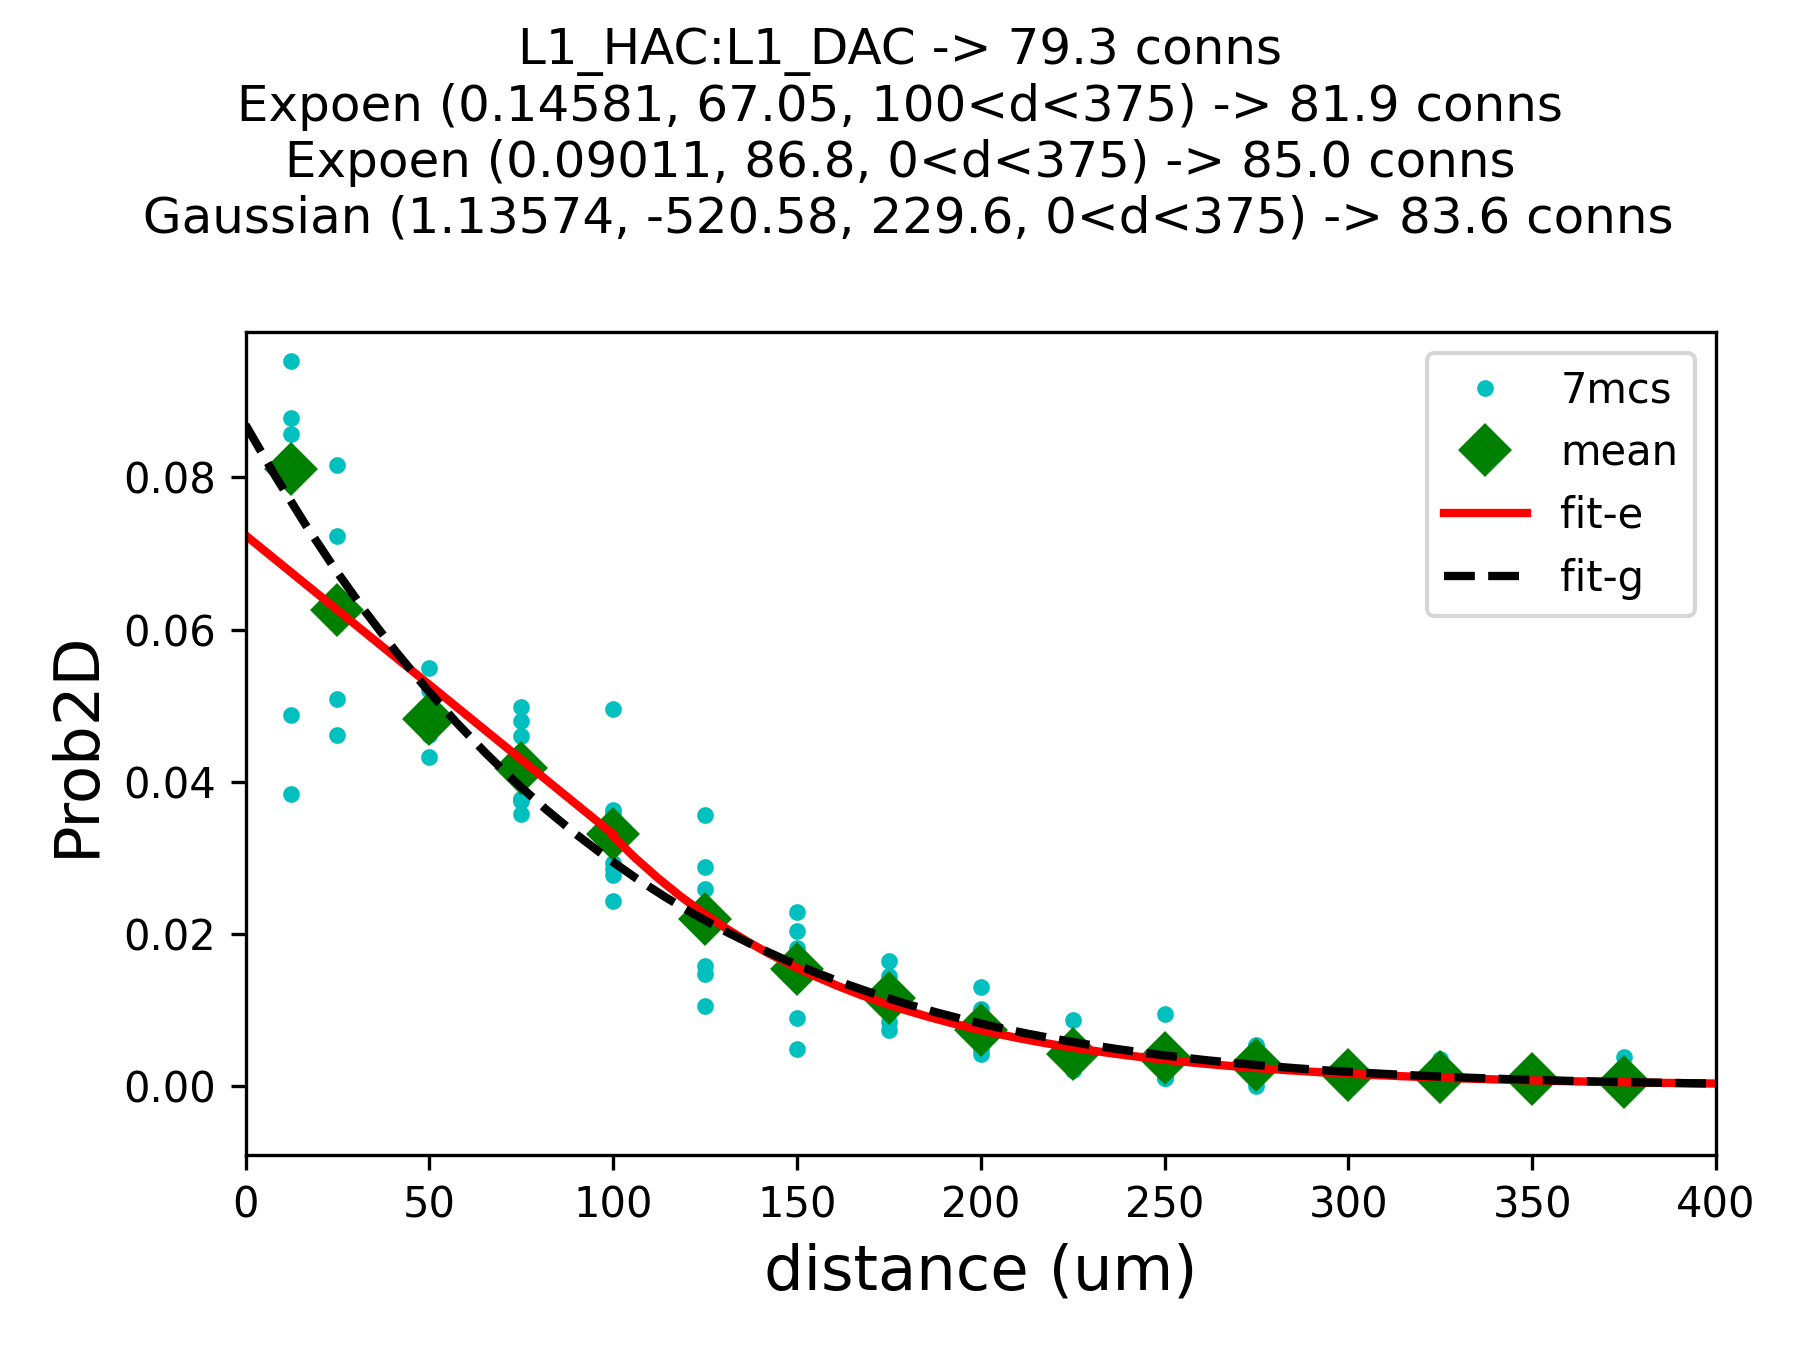 L1_HAC:L1_DAC -> 79.3 conns
Expoen (0.14581, 67.05, 100<d<375) -> 81.9 conns
Expoen (0.09011, 86.8, 0<d<375) -> 85.0 conns
Gaussian (1.13574, -520.58, 229.6, 0<d<375) -> 83.6 conns
7mcs
mean
fit-e
fit-g
Prob2D
0.08
0.06
0.04
0.02
0.00
0 50 100 150 200 250 300 350 400
distance (um)